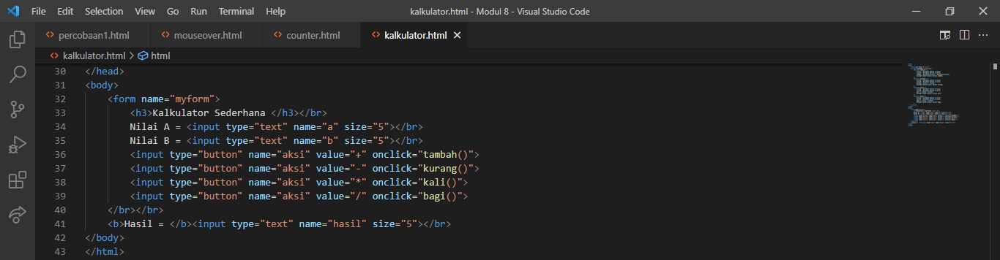 File Edit Selection View Go Run Terminal Help kalkulator.html - Modul 8 - Visual Studio Code
percobaan1.html mouseover.html counter.html kalkulator.html
kalkulator.html > html
30 </head>
31 <body>
32 <form name="myform">
33 <h3>Kalkulator Sederhana </h3></br>
34 Nilai A = <input type="text" name="a" size="5"></br>
35 Nilai B = <input type="text" name="b" size="5"></br>
36 <input type="button" name="aksi" value="+" onclick="tambah()">
37 <input type="button" name="aksi" value="-" onclick="kurang()">
38 <input type="button" name="aksi" value="*" onclick="kali()">
39 <input type="button" name="aksi" value="/" onclick="bagi()">
40 </br></br>
41 <b>Hasil = </b><input type="text" name="hasil" size="5"></br>
42 </body>
43 </html>